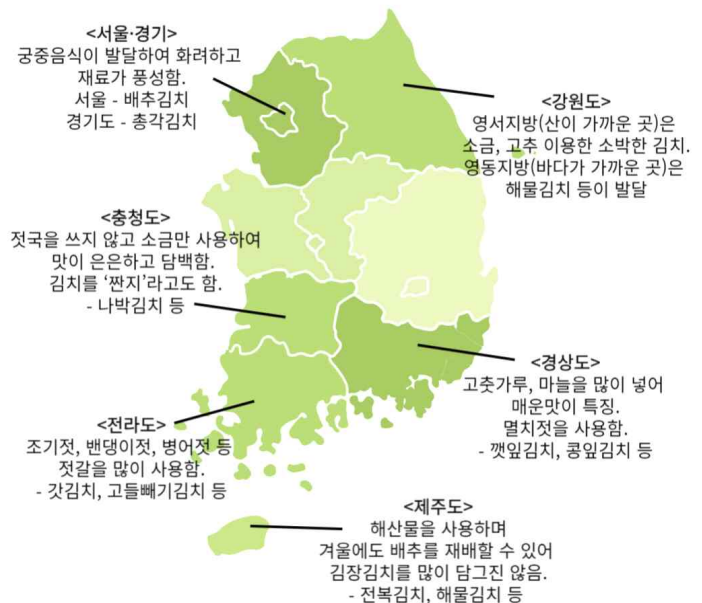 <서울·경기>
궁중음식이 발달하여 화려하고
재료가 풍성함.
서울 - 배추김치
경기도 - 총각김치
<강원도>
영서지방(산이 가까운 곳)은
소금, 고추 이용한 소박한 김치.
영동지방(바다가 가까운 곳)은
해물김치 등이 발달
<충청도>
젓국을 쓰지 않고 소금만 사용하여
맛이 은은하고 담백함.
김치를 ‘짠지’라고도 함.
- 나박김치 등
<경상도>
고춧가루, 마늘을 많이 넣어
매운맛이 특징.
멸치젓을 사용함.
- 깻잎김치, 콩잎김치 등
<전라도>
조기젓, 밴댕이젓, 병어젓 등
젓갈을 많이 사용함.
- 갓김치, 고들빼기김치 등
<제주도>
해산물을 사용하며
겨울에도 배추를 재배할 수 있어
김장김치를 많이 담그진 않음.
- 전복김치, 해물김치 등